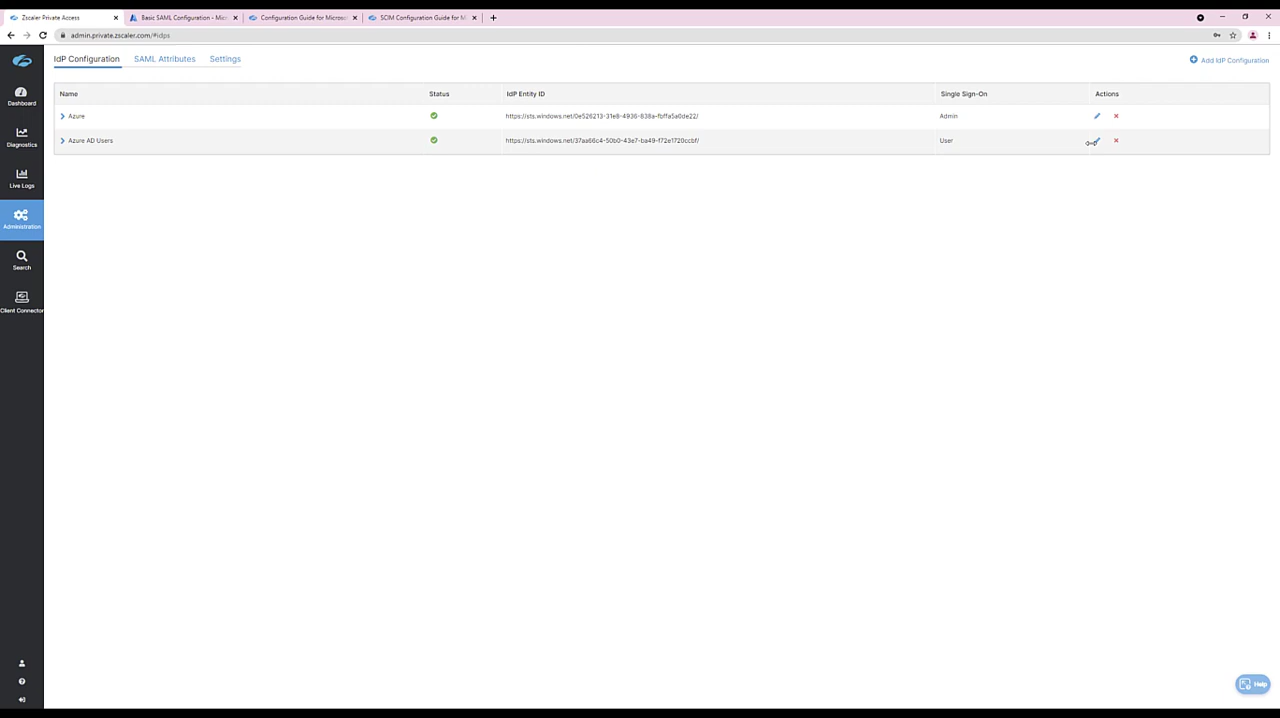 Zscaler Private Access
Basic SAML Configuration - Micr
Configuration Guide for Microso
SCIM Configuration Guide for M
admin.private.zscaler.com/#idps
IdP Configuration SAML Attributes Settings
Add IdP Configuration
Name Status IdP Entity ID Single Sign-On Actions
Azure https://sts.windows.net/0e526213-31e8-4936-838a-fbffa5a0de22/ Admin
Azure AD Users https://sts.windows.net/37aa66c4-50b0-43e7-ba49-f72e1720ccbf/ User
Dashboard
Diagnostics
Live Logs
Administration
Search
Client Connector
Help